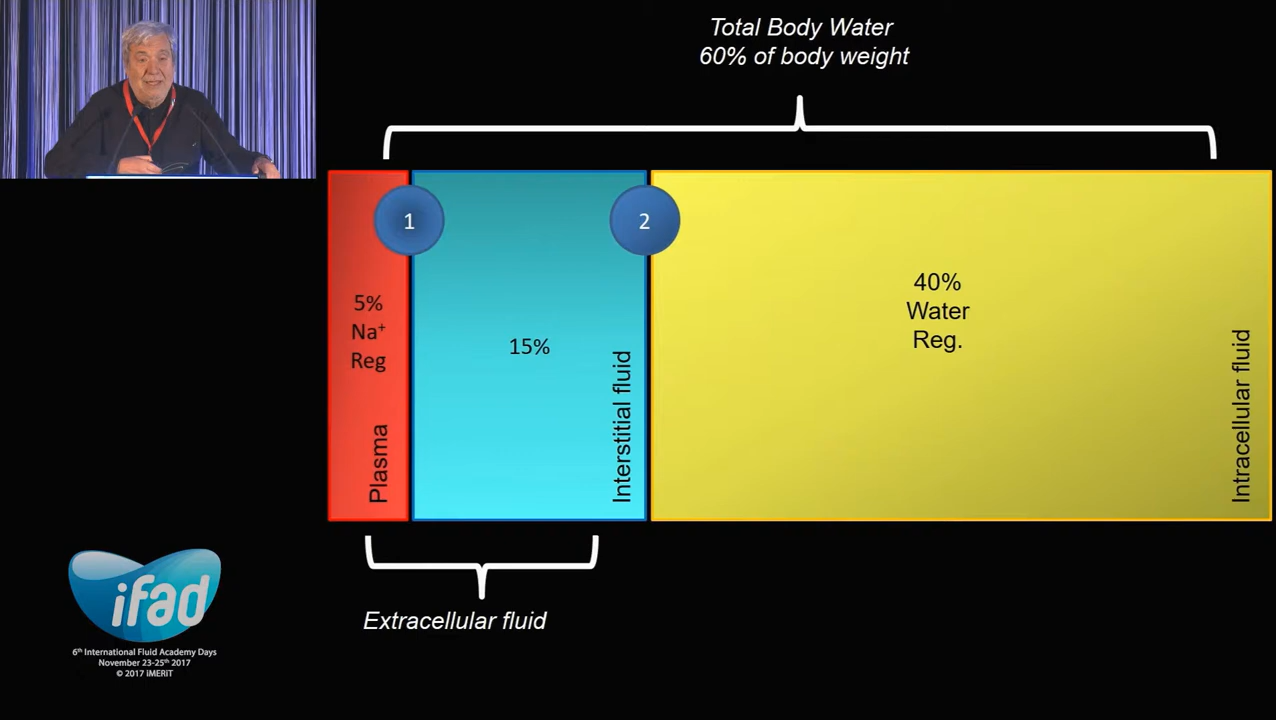 Total Body Water
60% of body weight
1
2
5%
Na⁺
Reg
Plasma
15%
Interstitial fluid
40%
Water
Reg.
Intracellular fluid
Extracellular fluid
ifad
6th International Fluid Academy Days
November 23-25th 2017
© 2017 iMERiT